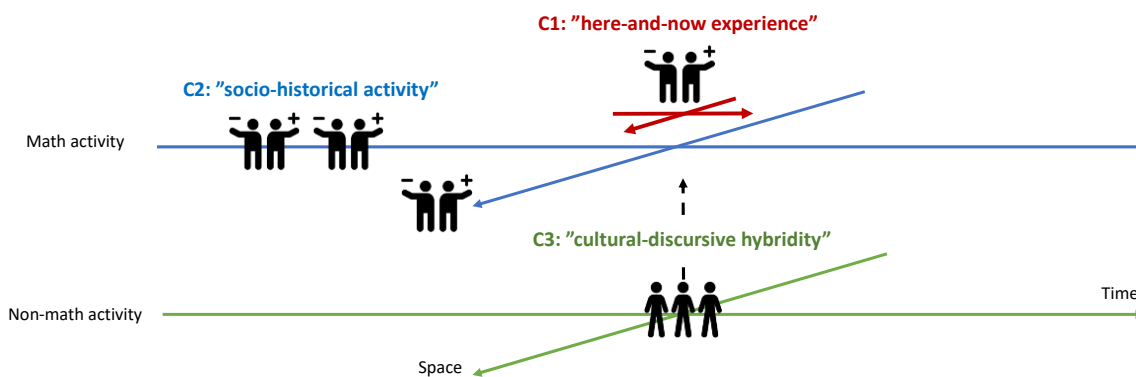 C1: ”here-and-now experience”
- +
C2: ”socio-historical activity”
- + - +
Math activity
- +
C3: ”cultural-discursive hybridity”
Time
Non-math activity
Space